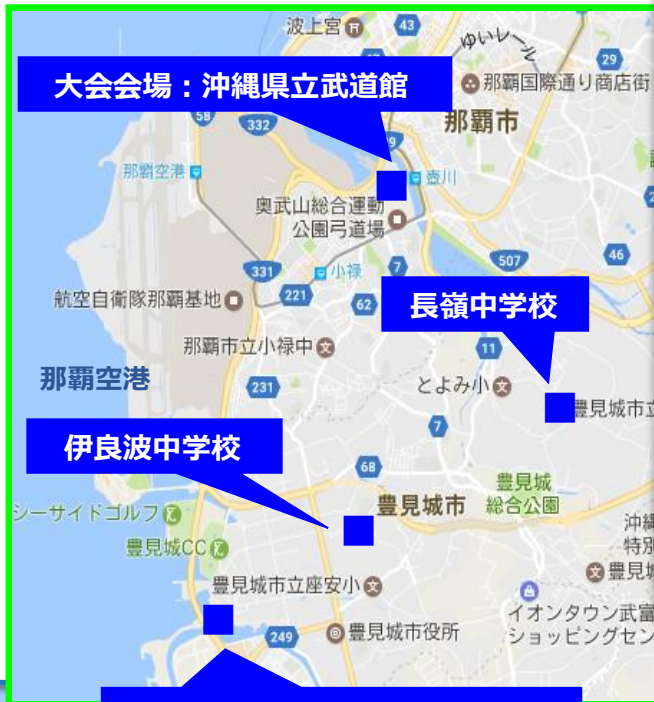 波上宮
43
ゆいレール
29
大会会場：沖縄県立武道館
那覇国際通り商店街
58
332
那覇市
那覇空港
壺川
奥武山総合運動
公園弓道場
331
小禄
7
507
46
航空自衛隊那覇基地
221
62
長嶺中学校
那覇市立小禄中
11
那覇空港
231
とよみ小
豊見城市立
7
伊良波中学校
68
豊見城市
豊見城
総合公園
シーサイドゴルフ
豊見城CC
沖縄
特別
豊見城
豊見城市立座安小
イオンタウン武富
ショッピングセン
249
豊見城市役所